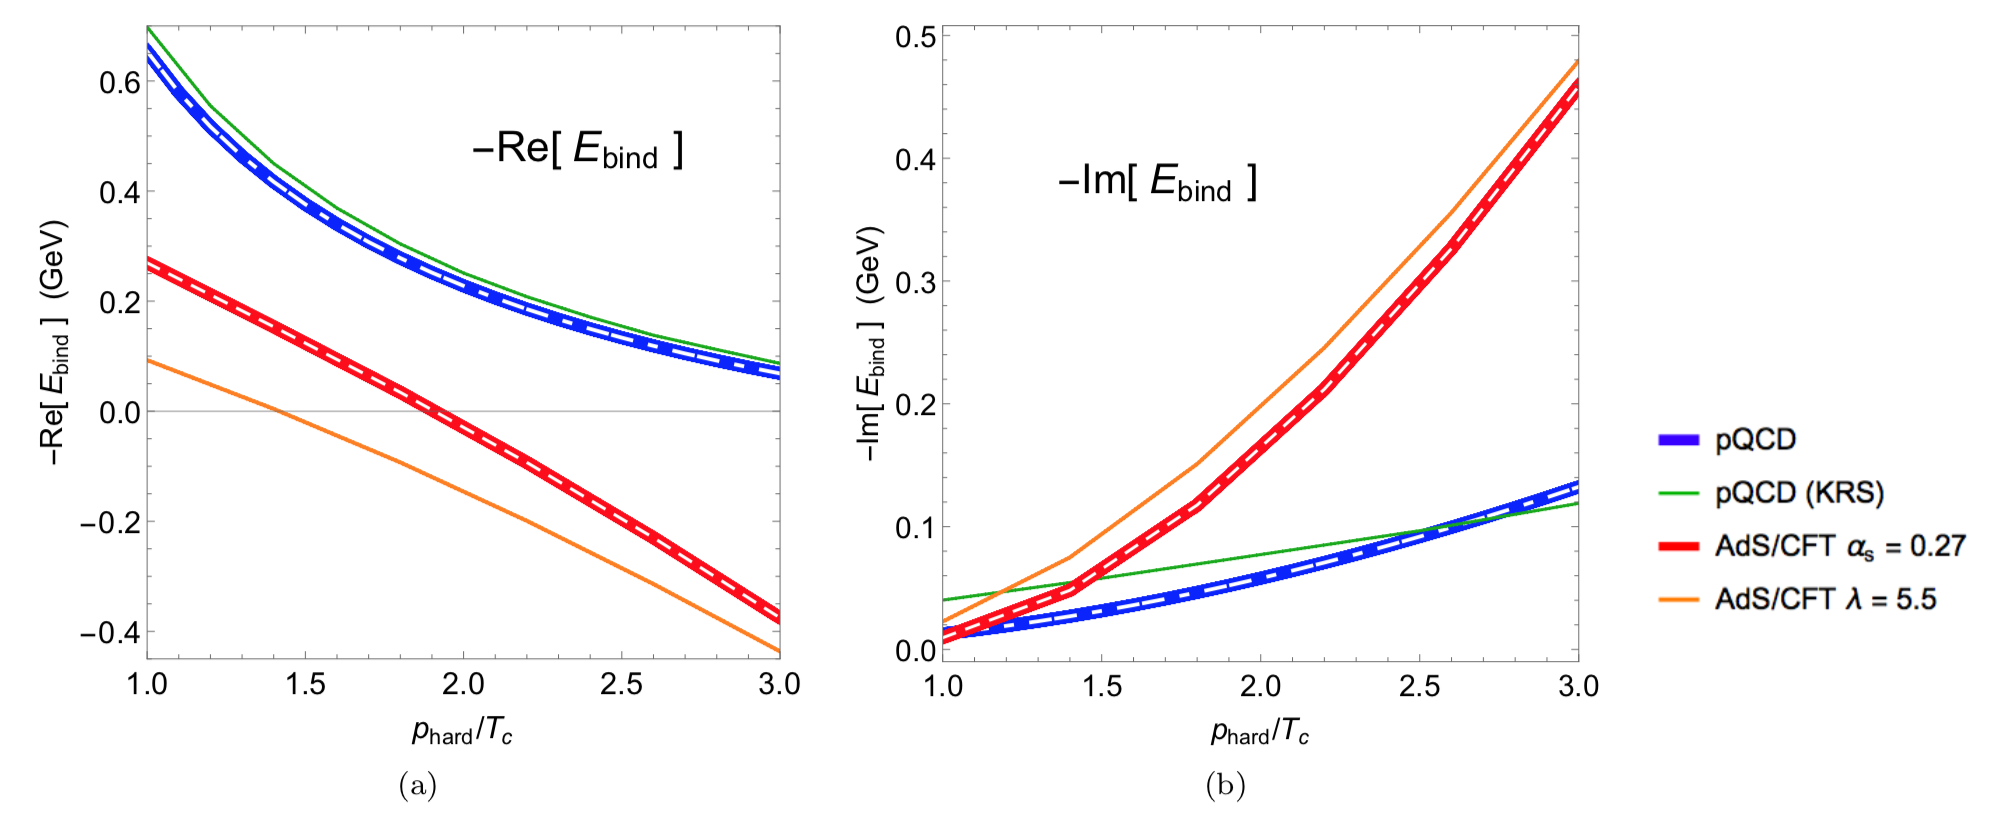 −Re[ E_bind ] (GeV)
0.6
0.4
0.2
0.0
−0.2
−0.4
−Re[ E_bind ]
1.0 1.5 2.0 2.5 3.0
p_hard/T_c
(a)
−Im[ E_bind ] (GeV)
0.5
0.4
0.3
0.2
0.1
0.0
−Im[ E_bind ]
1.0 1.5 2.0 2.5 3.0
p_hard/T_c
(b)
pQCD
pQCD (KRS)
AdS/CFT α_s = 0.27
AdS/CFT λ = 5.5